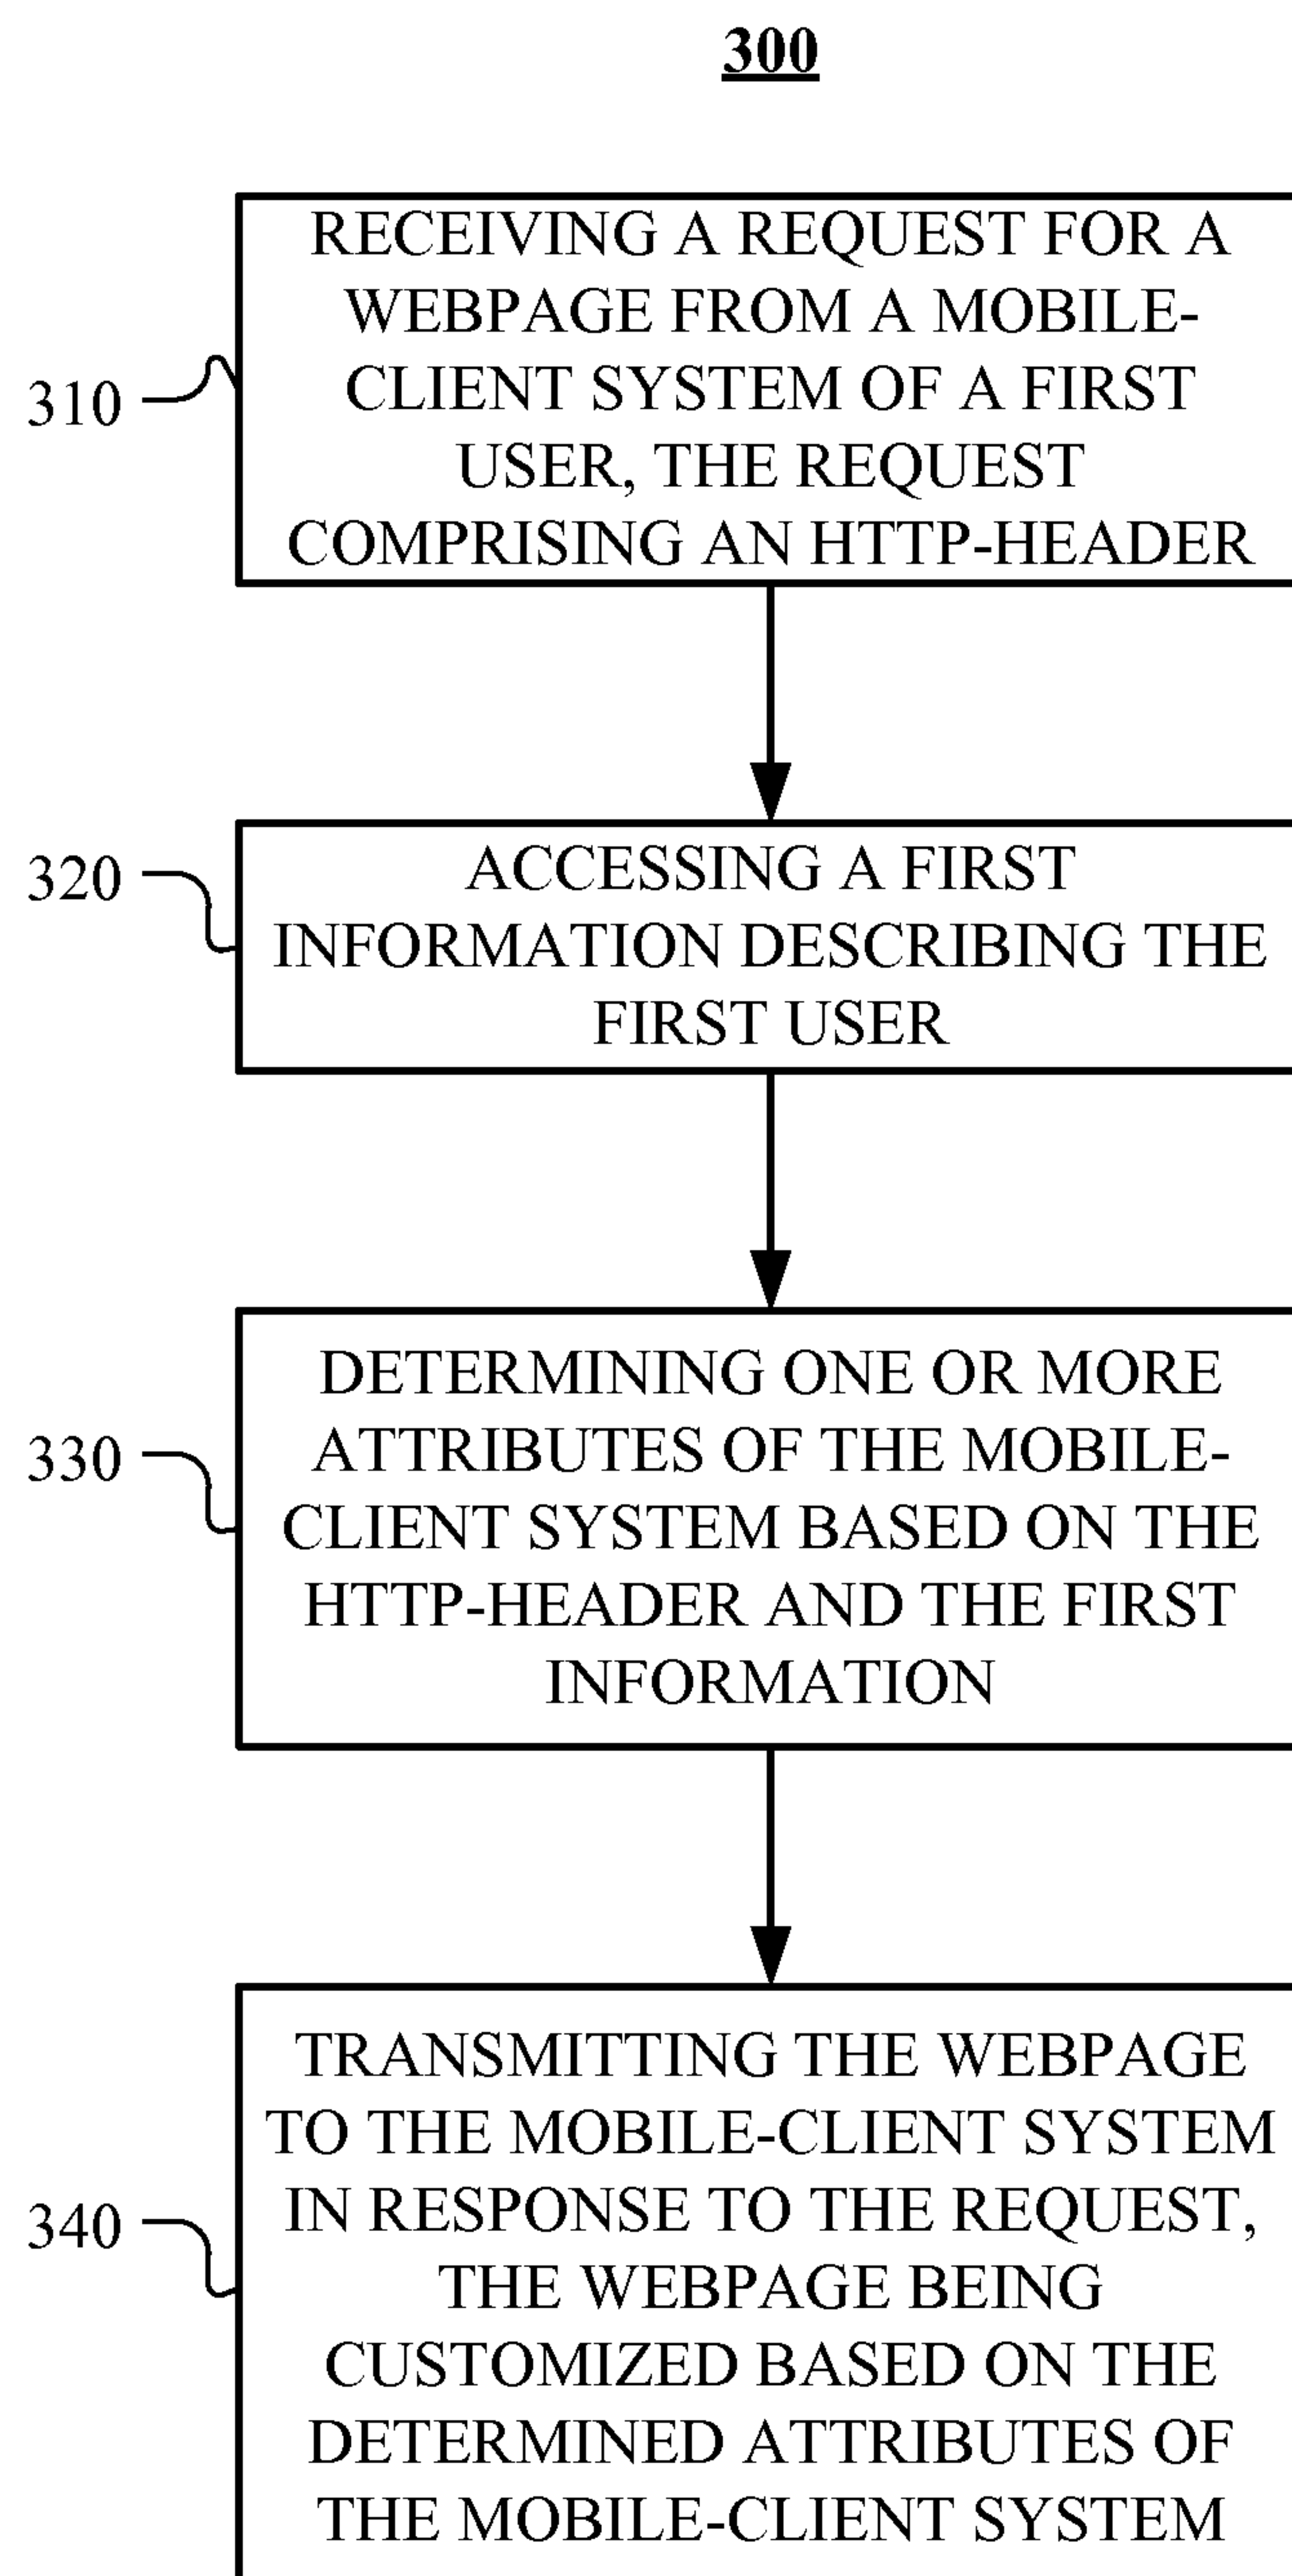 300
RECEIVING A REQUEST FOR A
WEBPAGE FROM A MOBILE-
CLIENT SYSTEM OF A FIRST
USER, THE REQUEST
COMPRISING AN HTTP-HEADER
310
320
ACCESSING A FIRST
INFORMATION DESCRIBING THE
FIRST USER
330
DETERMINING ONE OR MORE
ATTRIBUTES OF THE MOBILE-
CLIENT SYSTEM BASED ON THE
HTTP-HEADER AND THE FIRST
INFORMATION
340
TRANSMITTING THE WEBPAGE
TO THE MOBILE-CLIENT SYSTEM
IN RESPONSE TO THE REQUEST,
THE WEBPAGE BEING
CUSTOMIZED BASED ON THE
DETERMINED ATTRIBUTES OF
THE MOBILE-CLIENT SYSTEM